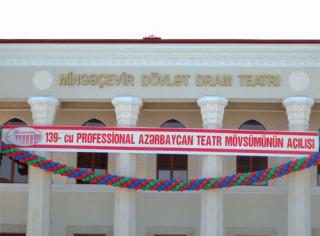 MİNGƏÇEVİR DÖVLƏT DRAM TEATRI
139- cu PROFESSIONAL AZƏRBAYCAN TEATR MÖVSÜMÜNÜN AÇILIŞI